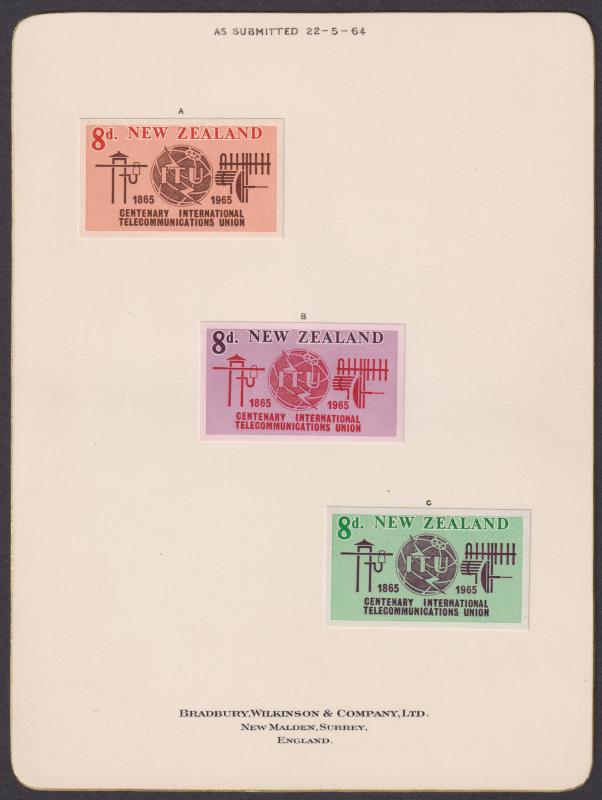 AS SUBMITTED 22-5-64
A
8d. NEW ZEALAND
ITU
1865 1965
CENTENARY INTERNATIONAL
TELECOMMUNICATIONS UNION
B
8d. NEW ZEALAND
ITU
1865 1965
CENTENARY INTERNATIONAL
TELECOMMUNICATIONS UNION
C
8d. NEW ZEALAND
ITU
1865 1965
CENTENARY INTERNATIONAL
TELECOMMUNICATIONS UNION
BRADBURY, WILKINSON & COMPANY, LTD.
NEW MALDEN, SURREY,
ENGLAND.